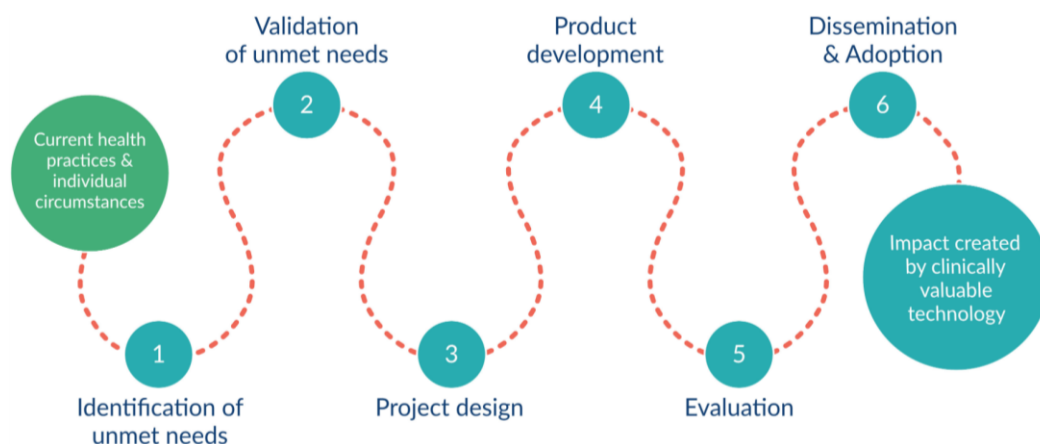 Current health
practices &
individual
circumstances
1
Identification of
unmet needs
Validation
of unmet needs
2
3
Project design
Product
development
4
5
Evaluation
Dissemination
& Adoption
6
Impact created
by clinically
valuable
technology